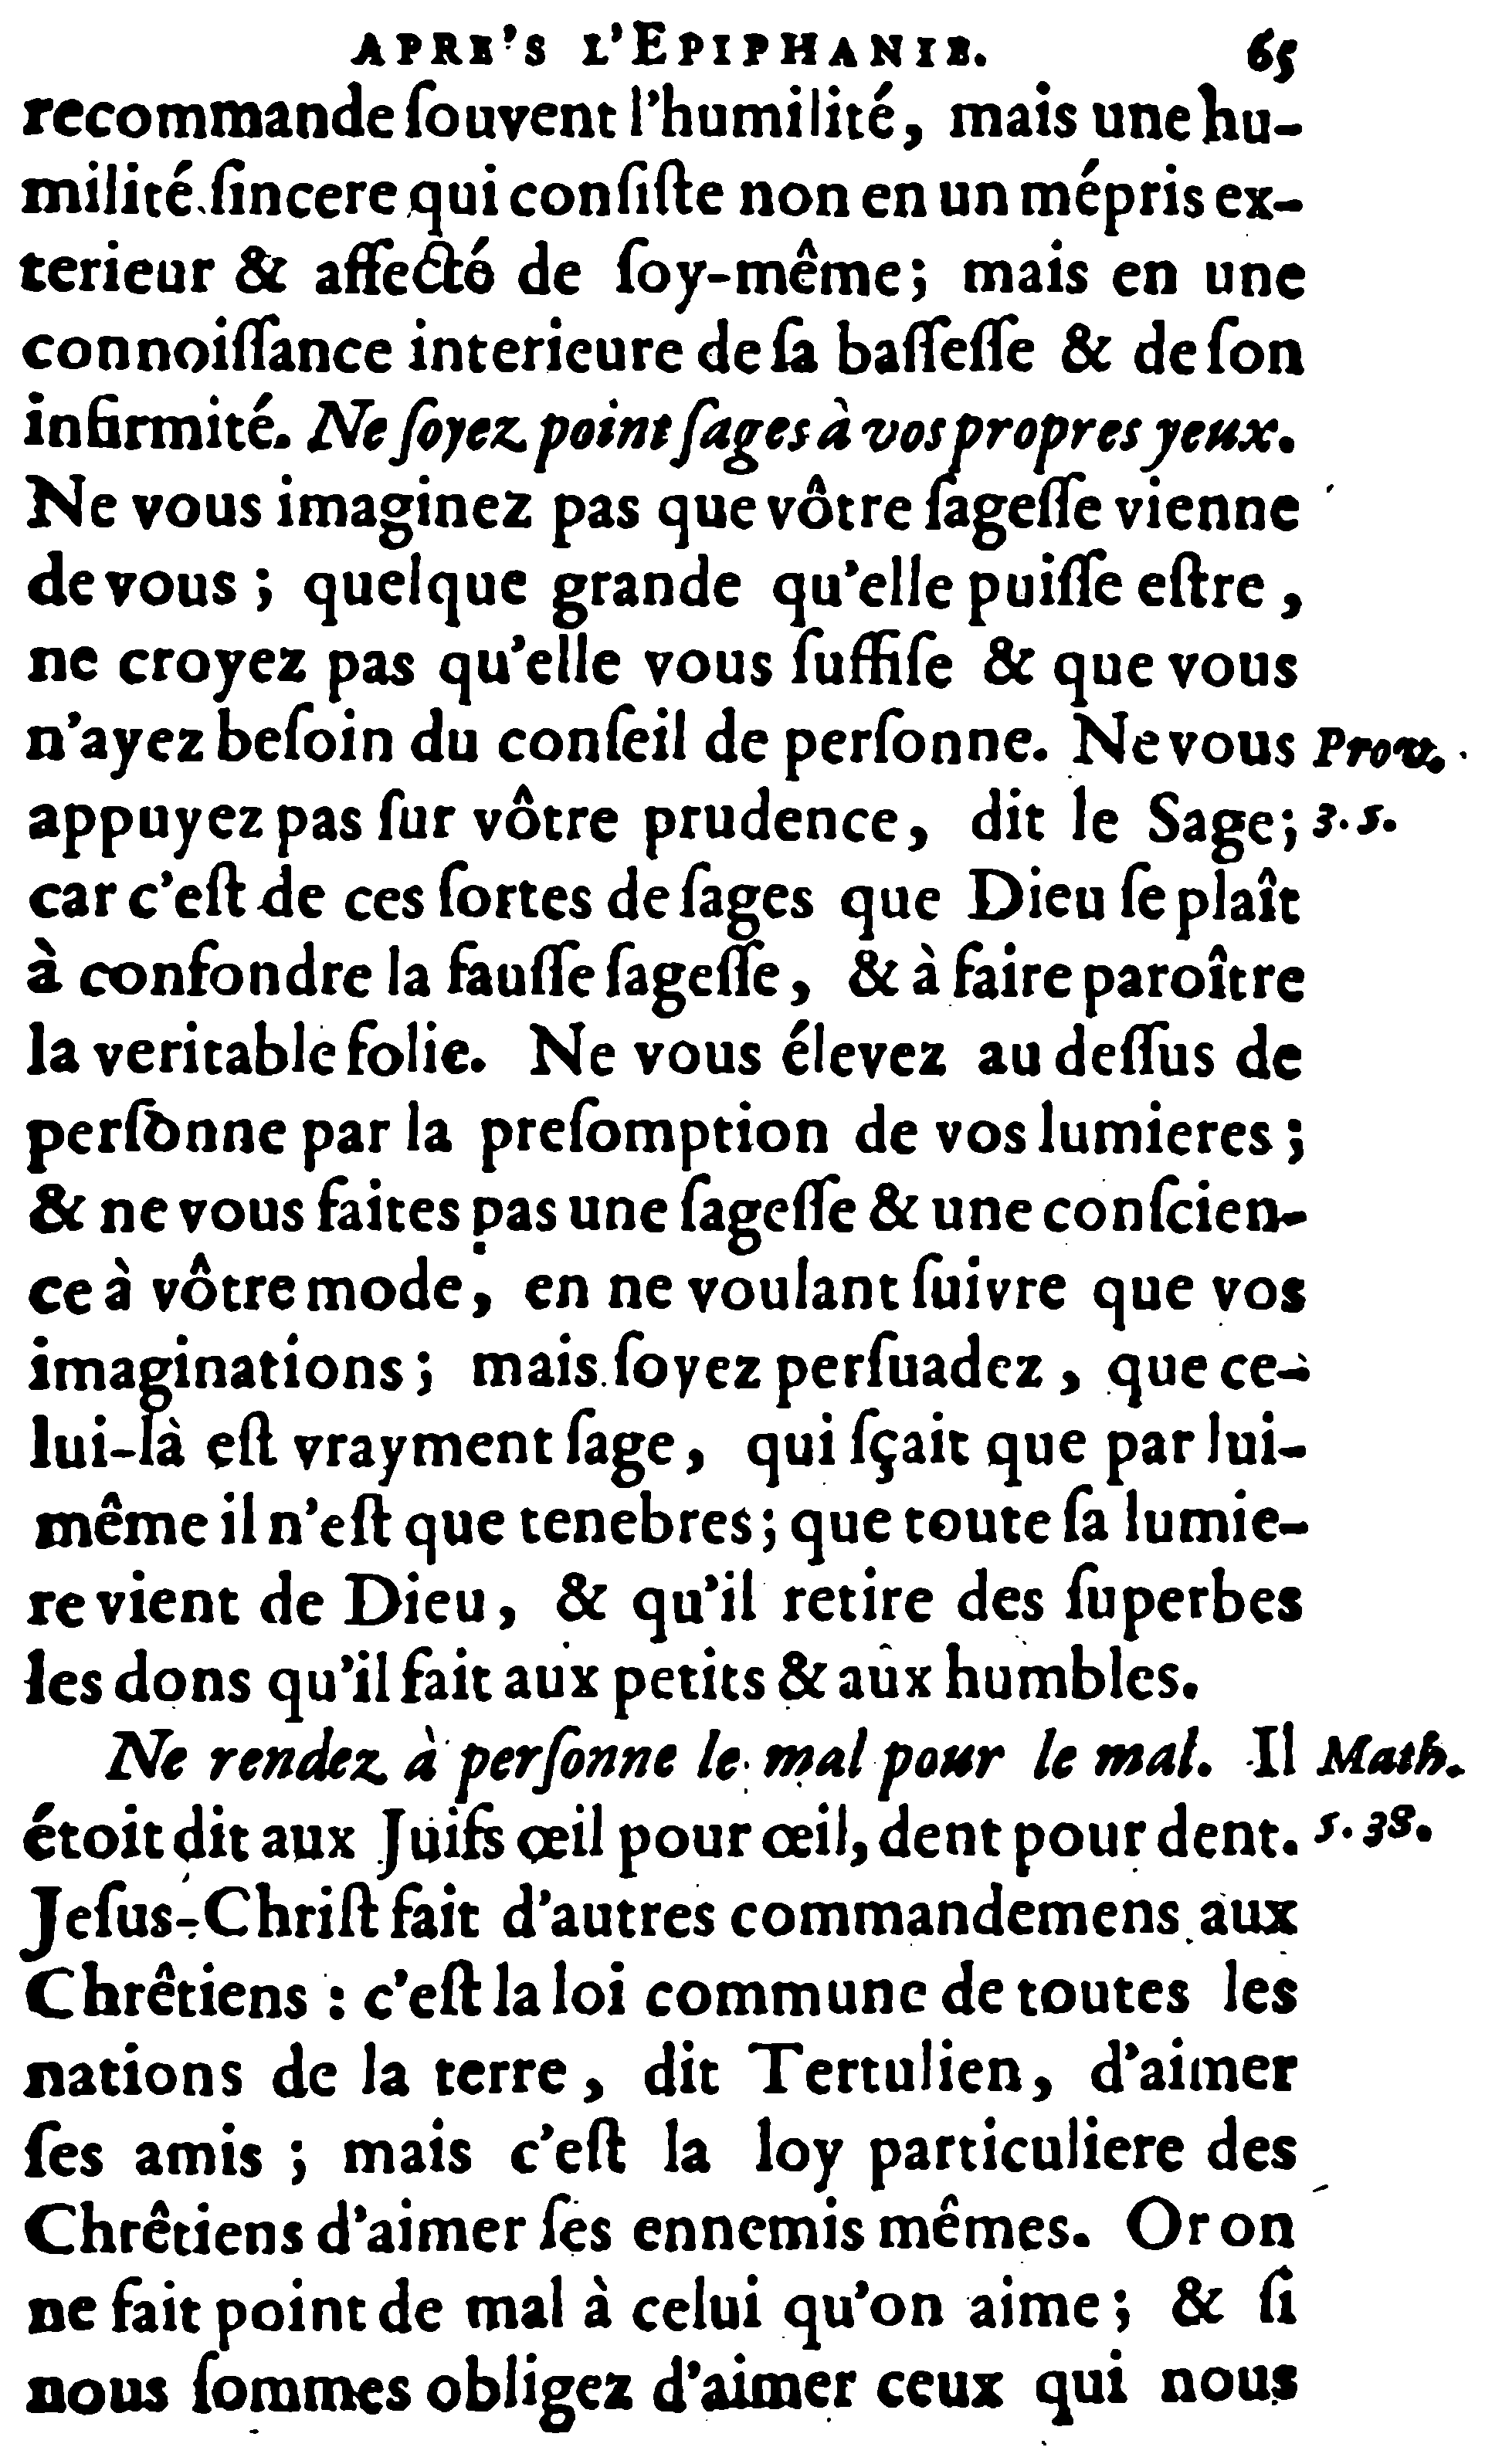 APRE'S L'EPIPHANIE. 65
recommande ſouvent l'humilité, mais une hu-
milité ſincere qui conſiſte non en un mépris ex-
terieur & affecté de ſoy-même; mais en une
connoiſſance interieure de ſa baſſeſſe & de ſon
infirmité. Ne ſoyez point ſages à vos propres yeux.
Ne vous imaginez pas que vôtre ſageſſe vienne
de vous ; quelque grande qu'elle puiſſe eſtre ,
ne croyez pas qu'elle vous ſuffiſe & que vous
n'ayez beſoin du conſeil de perſonne. Ne vous Prov.
appuyez pas ſur vôtre prudence, dit le Sage; 3.5.
car c'eſt de ces ſortes de ſages que Dieu ſe plaît
à confondre la fauſſe ſageſſe, & à faire paroître
la veritable folie. Ne vous élevez au deſſus de
perſonne par la preſomption de vos lumieres ;
& ne vous faites pas une ſageſſe & une conſcien-
ce à vôtre mode, en ne voulant ſuivre que vos
imaginations ; mais ſoyez perſuadez , que ce-
lui-là eſt vrayment ſage, qui ſçait que par lui-
même il n'eſt que tenebres; que toute ſa lumie-
re vient de Dieu, & qu'il retire des ſuperbes
les dons qu'il fait aux petits & aux humbles.
Ne rendez à perſonne le mal pour le mal. Il Math.
étoit dit aux Juifs œil pour œil, dent pour dent. 5.38.
Jeſus-Chriſt fait d'autres commandemens aux
Chrêtiens : c'eſt la loi commune de toutes les
nations de la terre, dit Tertulien, d'aimer
ſes amis ; mais c'eſt la loy particuliere des
Chrêtiens d'aimer ſes ennemis mêmes. Or on
ne fait point de mal à celui qu'on aime ; & ſi
nous ſommes obligez d'aimer ceux qui nous